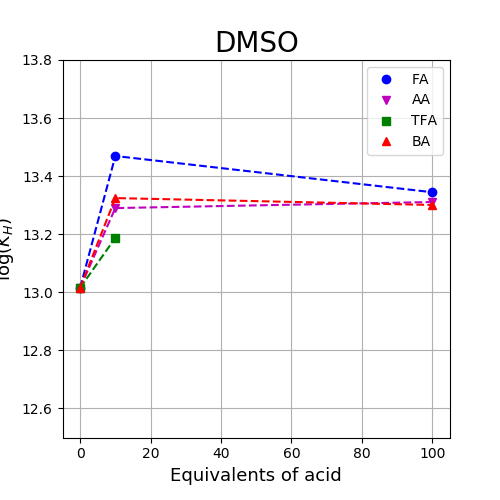 DMSO
13.8
13.6
13.4
13.2
13.0
12.8
12.6
log(K_H)
FA
AA
TFA
BA
0 20 40 60 80 100
Equivalents of acid